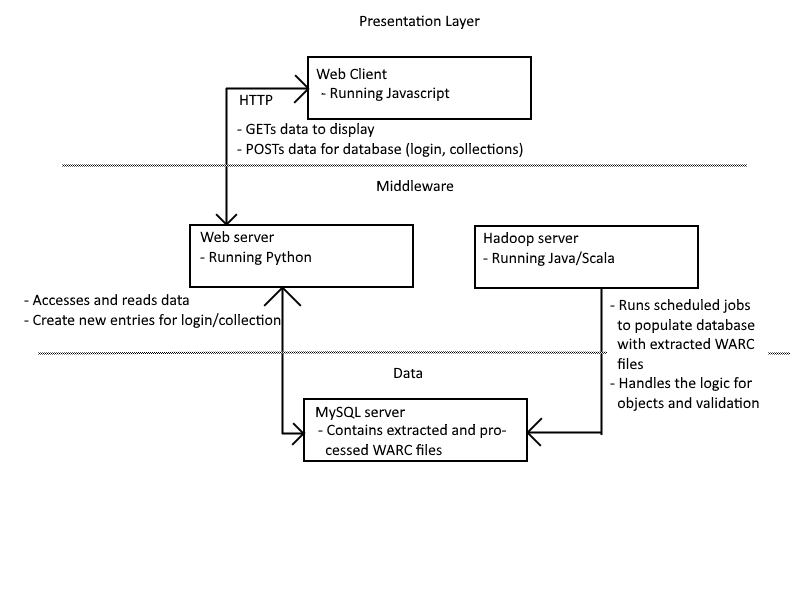 Presentation Layer
Web Client
- Running Javascript
HTTP
- GETs data to display
- POSTs data for database (login, collections)
Middleware
Web server
- Running Python
Hadoop server
- Running Java/Scala
- Accesses and reads data
- Create new entries for login/collection
- Runs scheduled jobs
to populate database
with extracted WARC
files
- Handles the logic for
objects and validation
Data
MySQL server
- Contains extracted and pro-
cessed WARC files